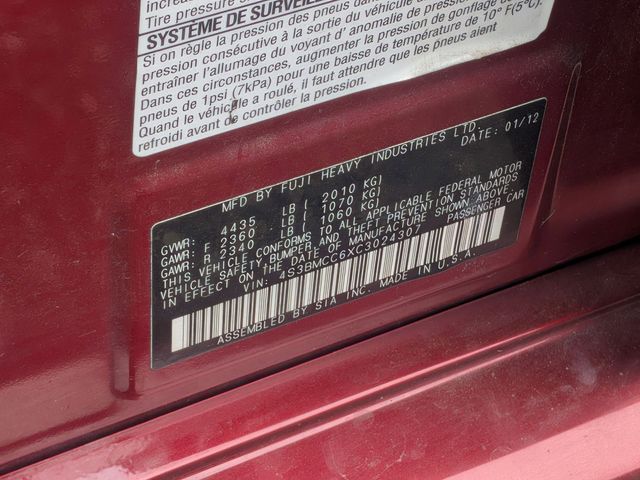 increase
Tire pressure s
SYSTÈME DE SURVEIL
Si on règle la pression des pneus dans
pression consécutive à la sortie du véhicule
entraîner l'allumage du voyant d'anomalie de pression
Dans ces circonstances, augmenter la pression de gonflage
pneus de 1psi (7kPa) pour une baisse de température de 10° F(5°C).
Quand le véhicule a roulé, il faut attendre que les pneus aient
refroidi avant de contrôler la pression.
MFD BY FUJI HEAVY INDUSTRIES LTD. DATE: 01/12
GVWR: 4435 LB ( 2010 KG)
GAWR: F 2360 LB ( 1070 KG)
GAWR: R 2340 LB ( 1060 KG)
THIS VEHICLE CONFORMS TO ALL APPLICABLE FEDERAL MOTOR
VEHICLE SAFETY, BUMPER, AND THEFT PREVENTION STANDARDS
IN EFFECT ON THE DATE OF MANUFACTURE SHOWN ABOVE.
VIN: 4S3BMCC6XC3024307 PASSENGER CAR
ASSEMBLED BY SIA INC. MADE IN U.S.A.